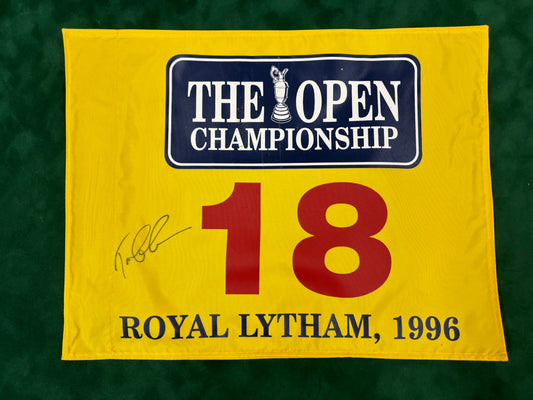 THE OPEN
CHAMPIONSHIP
18
ROYAL LYTHAM, 1996